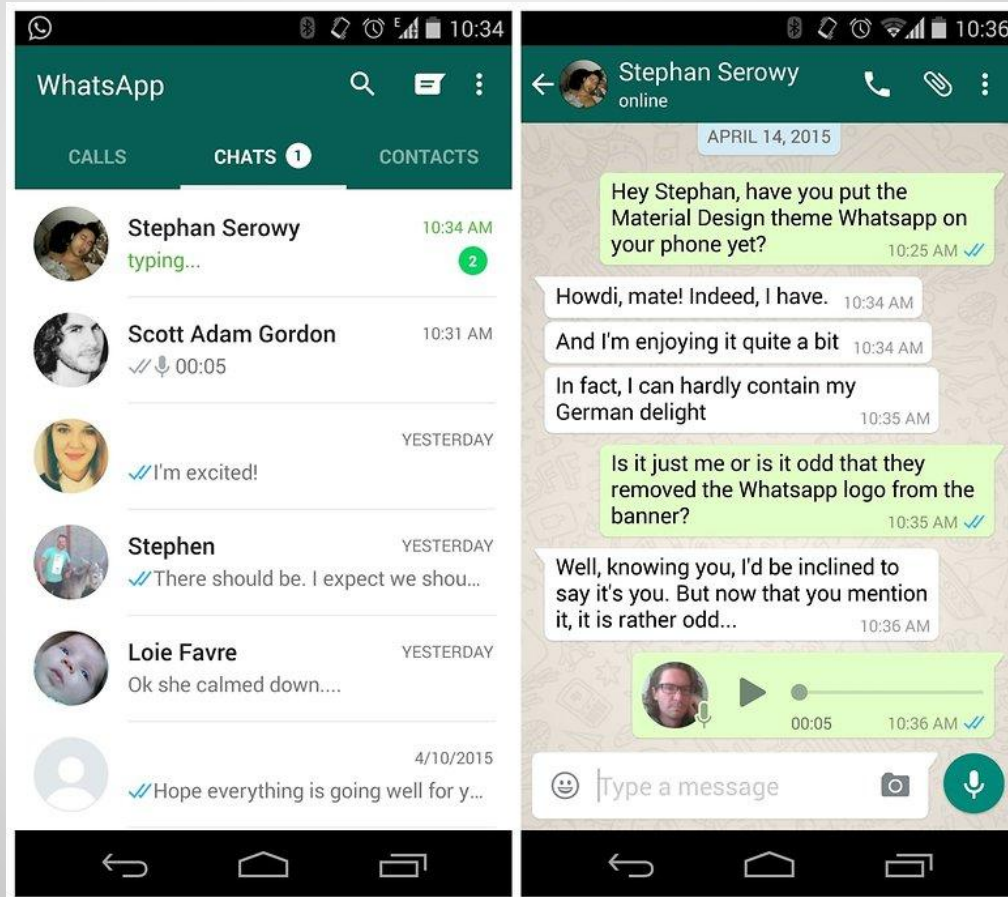 E 10:34
WhatsApp
CALLS
CHATS 1
CONTACTS
Stephan Serowy
10:34 AM
typing...
2
Scott Adam Gordon
10:31 AM
00:05
YESTERDAY
I'm excited!
Stephen
YESTERDAY
There should be. I expect we shou...
Loie Favre
YESTERDAY
Ok she calmed down....
4/10/2015
Hope everything is going well for y...
10:36
Stephan Serowy
online
APRIL 14, 2015
Hey Stephan, have you put the
Material Design theme Whatsapp on
your phone yet?
10:25 AM
Howdi, mate! Indeed, I have.
10:34 AM
And I'm enjoying it quite a bit
10:34 AM
In fact, I can hardly contain my
German delight
10:35 AM
Is it just me or is it odd that they
removed the Whatsapp logo from the
banner?
10:35 AM
Well, knowing you, I'd be inclined to
say it's you. But now that you mention
it, it is rather odd...
10:36 AM
00:05
10:36 AM
Type a message